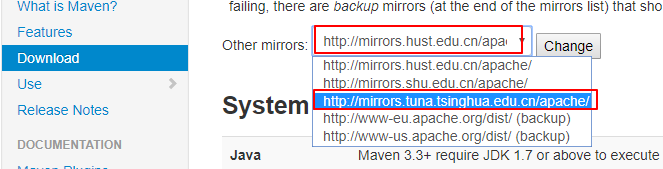 What is Maven?
Features
Download
Use
Release Notes
DOCUMENTATION
failing, there are backup mirrors (at the end of the mirrors list) that sho
Other mirrors: http://mirrors.hust.edu.cn/apac Change
http://mirrors.hust.edu.cn/apache/
http://mirrors.shu.edu.cn/apache/
http://mirrors.tuna.tsinghua.edu.cn/apache/
http://www-eu.apache.org/dist/ (backup)
http://www-us.apache.org/dist/ (backup)
System
Java Maven 3.3+ require JDK 1.7 or above to execute